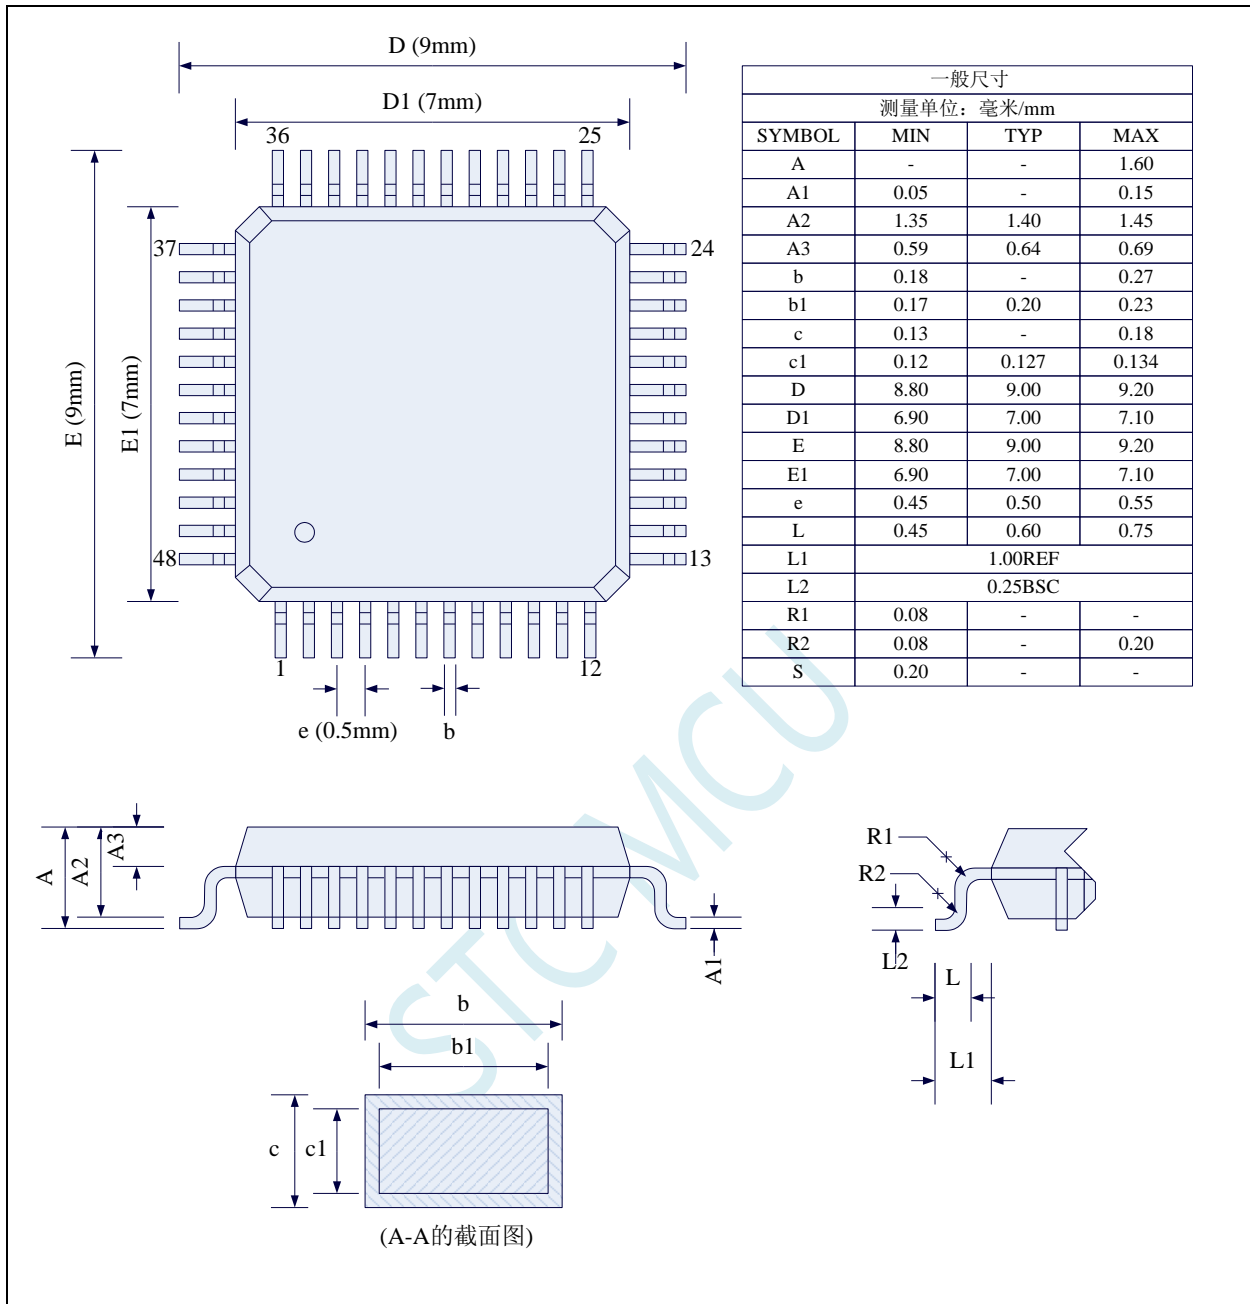 D (9mm)
D1 (7mm)
36
25
37
24
E (9mm)
E1 (7mm)
48
13
1
12
e (0.5mm)
b
一般尺寸
测量单位：毫米/mm
SYMBOL MIN TYP MAX
A - - 1.60
A1 0.05 - 0.15
A2 1.35 1.40 1.45
A3 0.59 0.64 0.69
b 0.18 - 0.27
b1 0.17 0.20 0.23
c 0.13 - 0.18
c1 0.12 0.127 0.134
D 8.80 9.00 9.20
D1 6.90 7.00 7.10
E 8.80 9.00 9.20
E1 6.90 7.00 7.10
e 0.45 0.50 0.55
L 0.45 0.60 0.75
L1 1.00REF
L2 0.25BSC
R1 0.08 - -
R2 0.08 - 0.20
S 0.20 - -
A
A2
A3
A1
R1
R2
L2
L
L1
b
b1
c
c1
(A-A的截面图)
STC MCU